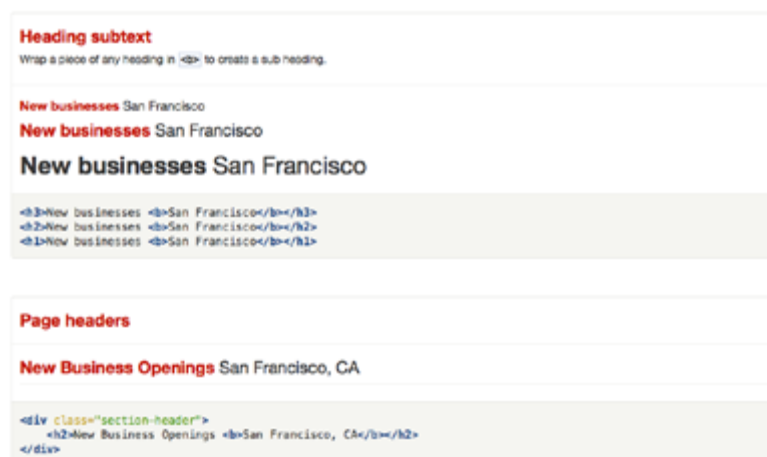 Heading subtext
Wrap a piece of any heading in <b> to create a sub heading.
New businesses San Francisco
New businesses San Francisco
New businesses San Francisco
<h3>New businesses <b>San Francisco</b></h3>
<h2>New businesses <b>San Francisco</b></h2>
<h1>New businesses <b>San Francisco</b></h1>
Page headers
New Business Openings San Francisco, CA
<div class="section-header">
<h2>New Business Openings <b>San Francisco, CA</b></h2>
</div>